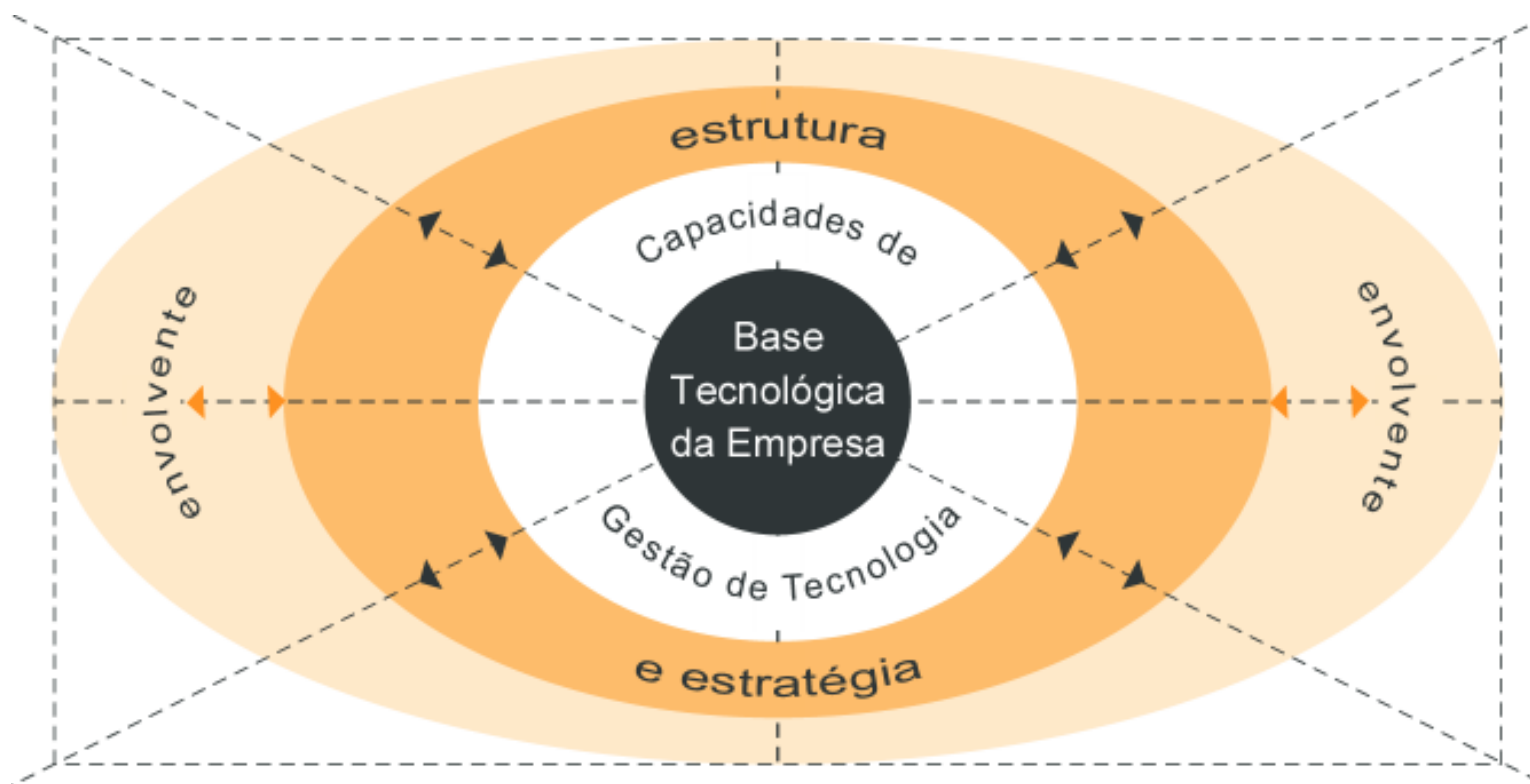 estrutura
Capacidades de
envolvente
Base
Tecnológica
da Empresa
envolvente
Gestão de Tecnologia
e estratégia